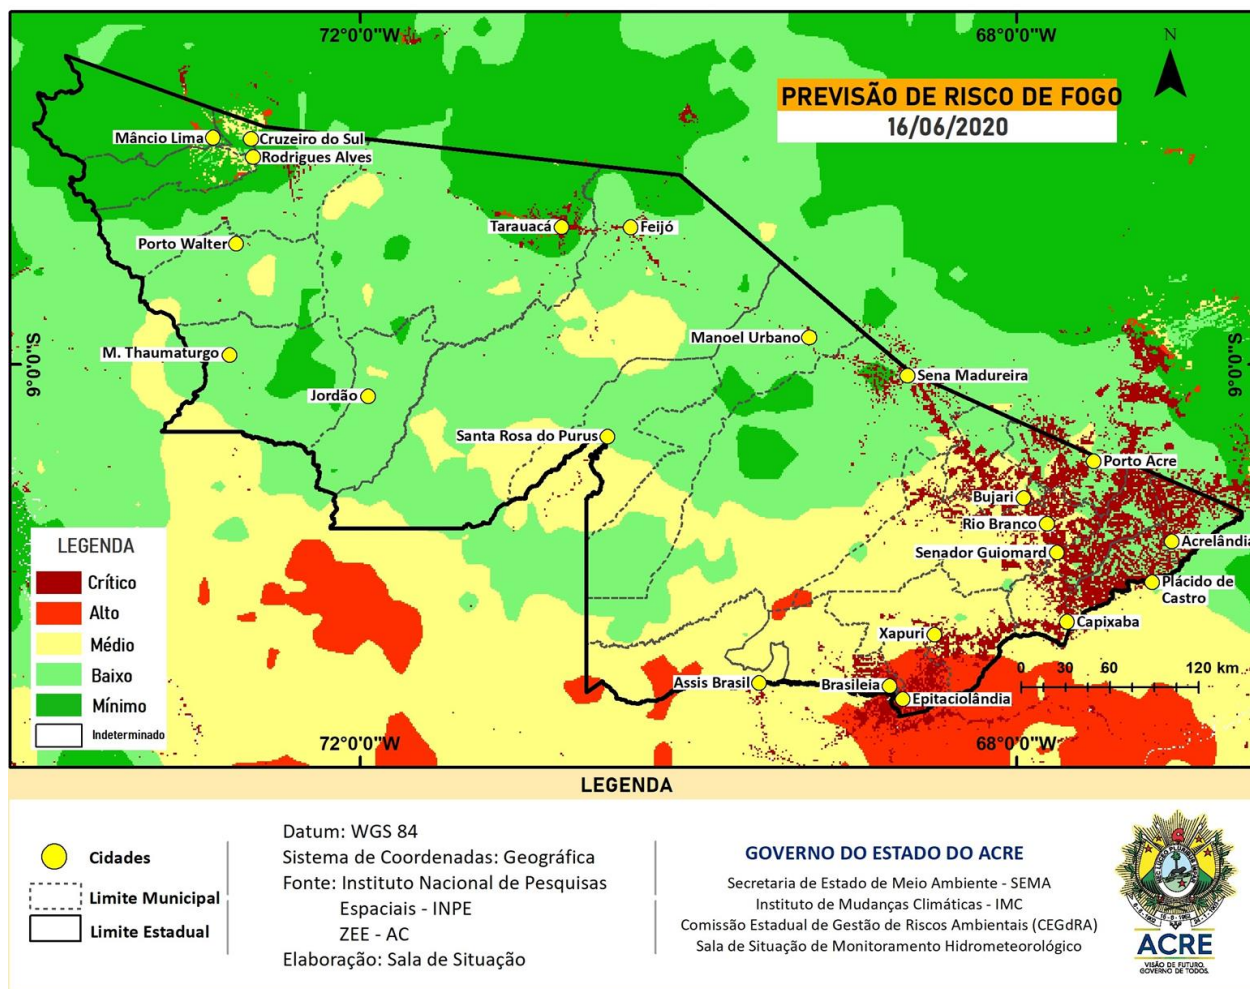 72°0'0"W
68°0'0"W
N
PREVISÃO DE RISCO DE FOGO
16/06/2020
Mâncio Lima
Cruzeiro do Sul
Rodrigues Alves
Tarauacá
Feijó
Porto Walter
Manoel Urbano
M. Thaumaturgo
9°0'0"S
9°0'0"S
Sena Madureira
Jordão
Santa Rosa do Purus
Porto Acre
Bujari
Rio Branco
Acrelândia
Senador Guiomard
Plácido de
Castro
Capixaba
Xapuri
Assis Brasil
Brasileia
Epitaciolândia
0 30 60 120 km
72°0'0"W
68°0'0"W
LEGENDA
Crítico
Alto
Médio
Baixo
Mínimo
Indeterminado
LEGENDA
Cidades
Limite Municipal
Limite Estadual
Datum: WGS 84
Sistema de Coordenadas: Geográfica
Fonte: Instituto Nacional de Pesquisas
Espaciais - INPE
ZEE - AC
Elaboração: Sala de Situação
GOVERNO DO ESTADO DO ACRE
Secretaria de Estado de Meio Ambiente - SEMA
Instituto de Mudanças Climáticas - IMC
Comissão Estadual de Gestão de Riscos Ambientais (CEGdRA)
Sala de Situação de Monitoramento Hidrometeorológico
ACRE
VISÃO DE FUTURO.
GOVERNO DE TODOS.